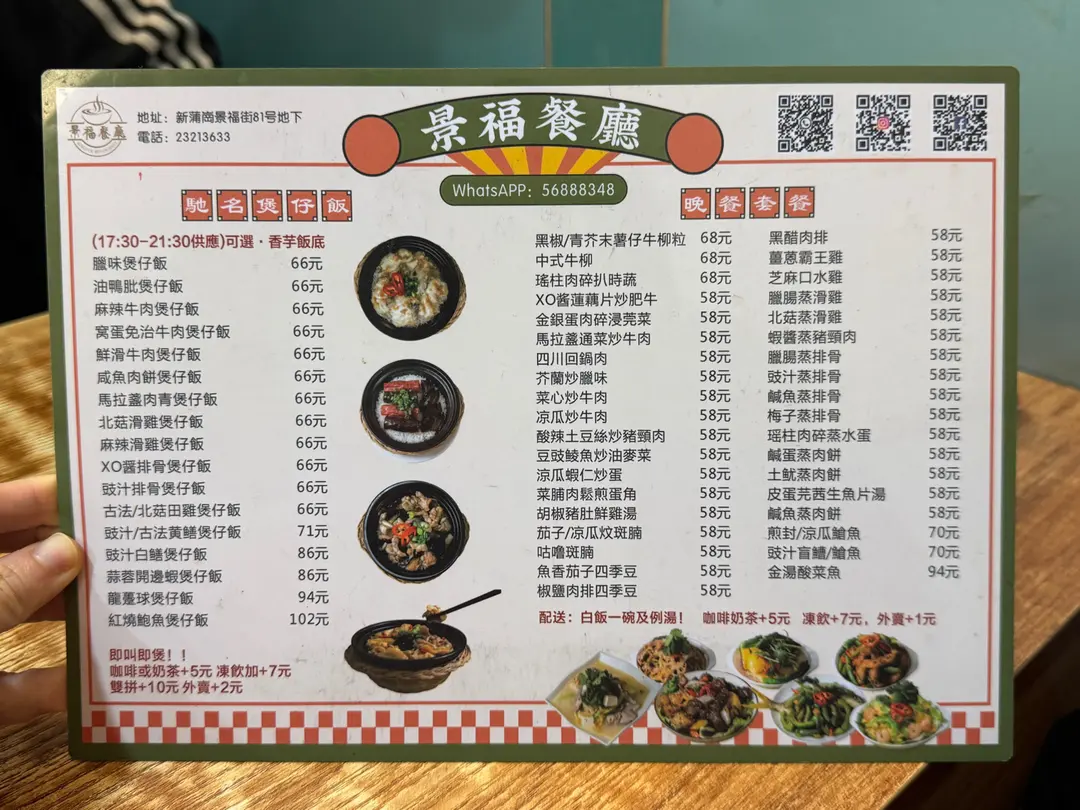 景福餐廳
地址：新蒲崗景福街81号地下
電話：23213633
景福餐廳
WhatsAPP：56888348
馳名煲仔飯
(17:30-21:30供應)可選·香芋飯底
臘味煲仔飯 66元
油鴨肶煲仔飯 66元
麻辣牛肉煲仔飯 66元
窩蛋免治牛肉煲仔飯 66元
鮮滑牛肉煲仔飯 66元
咸魚肉餅煲仔飯 66元
馬拉盞肉青煲仔飯 66元
北菇滑雞煲仔飯 66元
麻辣滑雞煲仔飯 66元
XO醬排骨煲仔飯 66元
豉汁排骨煲仔飯 66元
古法/北菇田雞煲仔飯 66元
豉汁/古法黄鱔煲仔飯 71元
豉汁白鱔煲仔飯 86元
蒜蓉開邊蝦煲仔飯 86元
龍躉球煲仔飯 94元
紅燒鮑魚煲仔飯 102元
即叫即煲！！
咖啡或奶茶+5元 凍飲加+7元
雙拼+10元 外賣+2元
晚餐套餐
黑椒/青芥末薯仔牛柳粒 68元
中式牛柳 68元
瑤柱肉碎扒時蔬 58元
XO酱蓮藕片炒肥牛 58元
金銀蛋肉碎浸莧菜 58元
馬拉盞通菜炒牛肉 58元
四川回鍋肉 58元
芥蘭炒臘味 58元
菜心炒牛肉 58元
凉瓜炒牛肉 58元
酸辣土豆絲炒豬頸肉 58元
豆豉鯪魚炒油麥菜 58元
涼瓜蝦仁炒蛋 58元
菜脯肉鬆煎蛋角 58元
胡椒豬肚鮮雞湯 58元
茄子/凉瓜炆斑腩 58元
咕嚕斑腩 58元
魚香茄子四季豆 58元
椒鹽肉排四季豆 58元
黑醋肉排 58元
薑蔥霸王雞 58元
芝麻口水雞 58元
臘腸蒸滑雞 58元
北菇蒸滑雞 58元
蝦醬蒸豬頸肉 58元
臘腸蒸排骨 58元
豉汁蒸排骨 58元
鹹魚蒸排骨 58元
梅子蒸排骨 58元
瑶柱肉碎蒸水蛋 58元
鹹蛋蒸肉餅 58元
土魷蒸肉餅 58元
皮蛋芫茜生魚片湯 58元
鹹魚蒸肉餅 58元
煎封/涼瓜鱠魚 70元
豉汁盲鰽/鱠魚 70元
金湯酸菜魚 94元
配送：白飯一碗及例湯！ 咖啡奶茶+5元 凍飲+7元，外賣+1元